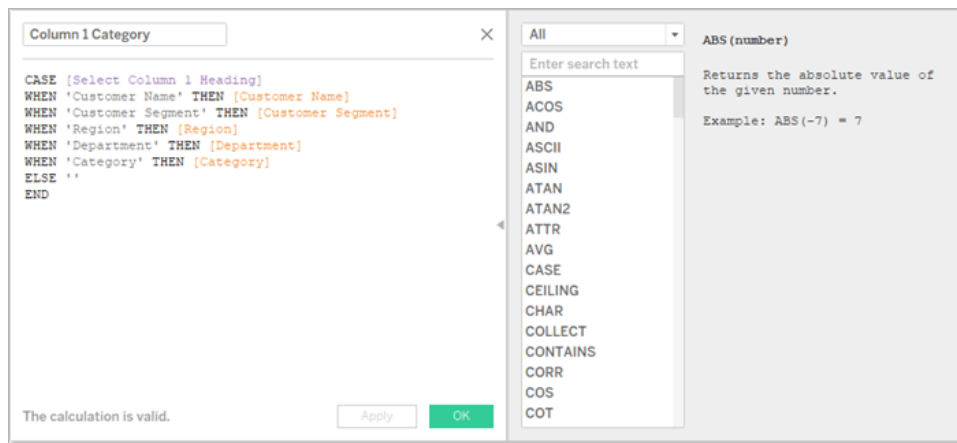 Column 1 Category
CASE [Select Column 1 Heading]
WHEN 'Customer Name' THEN [Customer Name]
WHEN 'Customer Segment' THEN [Customer Segment]
WHEN 'Region' THEN [Region]
WHEN 'Department' THEN [Department]
WHEN 'Category' THEN [Category]
ELSE ''
END
The calculation is valid.
Apply
OK
All
Enter search text
ABS
ACOS
AND
ASCII
ASIN
ATAN
ATAN2
ATTR
AVG
CASE
CEILING
CHAR
COLLECT
CONTAINS
CORR
COS
COT
ABS(number)
Returns the absolute value of
the given number.
Example: ABS(-7) = 7